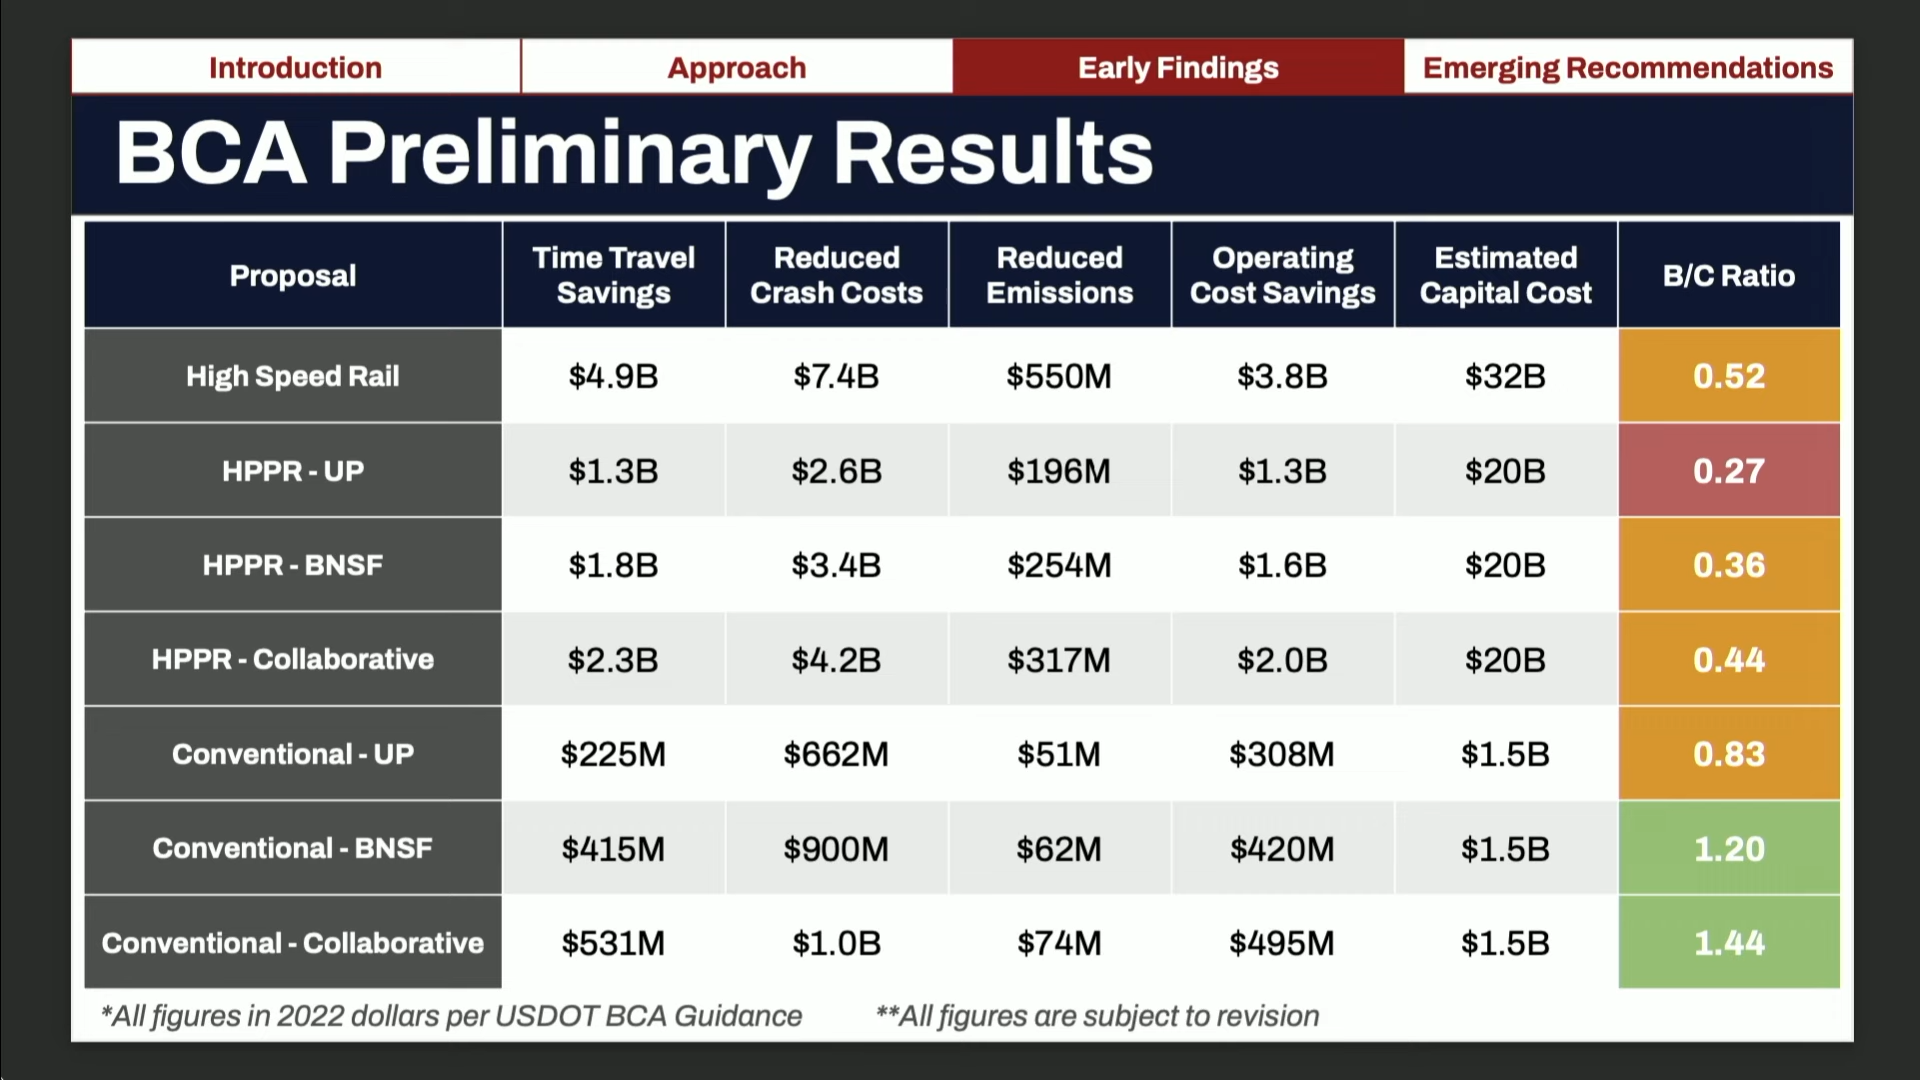 Introduction Approach Early Findings Emerging Recommendations
BCA Preliminary Results
Proposal Time Travel Savings Reduced Crash Costs Reduced Emissions Operating Cost Savings Estimated Capital Cost B/C Ratio
High Speed Rail $4.9B $7.4B $550M $3.8B $32B 0.52
HPPR - UP $1.3B $2.6B $196M $1.3B $20B 0.27
HPPR - BNSF $1.8B $3.4B $254M $1.6B $20B 0.36
HPPR - Collaborative $2.3B $4.2B $317M $2.0B $20B 0.44
Conventional - UP $225M $662M $51M $308M $1.5B 0.83
Conventional - BNSF $415M $900M $62M $420M $1.5B 1.20
Conventional - Collaborative $531M $1.0B $74M $495M $1.5B 1.44
*All figures in 2022 dollars per USDOT BCA Guidance **All figures are subject to revision